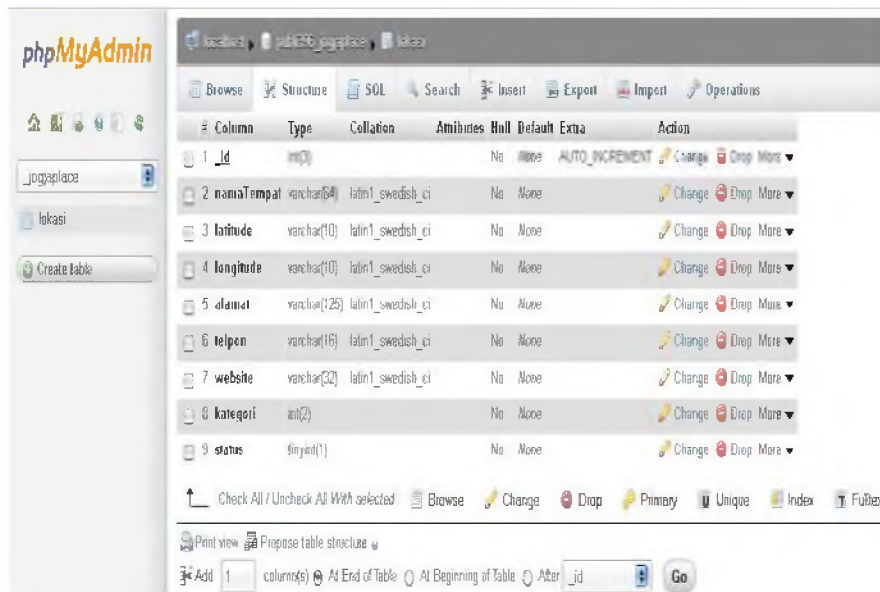 phpMyAdmin
localhost
lokasi
Browse Structure SQL Search Insert Export Import Operations
# Column Type Collation Attributes Null Default Extra Action
1 _id int(3) No None AUTO_INCREMENT Change Drop More
2 namaTempat varchar(64) latin1_swedish_ci No None Change Drop More
3 latitude varchar(10) latin1_swedish_ci No None Change Drop More
4 longitude varchar(10) latin1_swedish_ci No None Change Drop More
5 alamat varchar(125) latin1_swedish_ci No None Change Drop More
6 telpon varchar(16) latin1_swedish_ci No None Change Drop More
7 website varchar(32) latin1_swedish_ci No None Change Drop More
8 kategori int(2) No None Change Drop More
9 status tinyint(1) No None Change Drop More
_jogjaplace
lokasi
Create table
Check All / Uncheck All With selected Browse Change Drop Primary Unique Index Fulltex
Print view Propose table structure
Add 1 column(s) At End of Table At Beginning of Table After _id Go